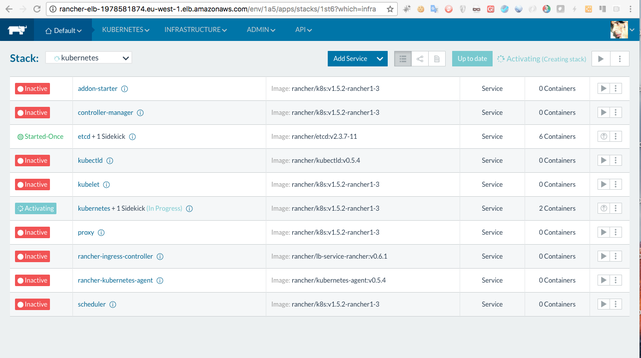 rancher-elb-1978581874.eu-west-1.elb.amazonaws.com/env/1a5/apps/stacks/1st6?which=infra
Default KUBERNETES INFRASTRUCTURE ADMIN API
Stack: kubernetes Add Service Up to date Activating (Creating stack)
Inactive addon-starter Image: rancher/k8s:v1.5.2-rancher1-3 Service 0 Containers
Inactive controller-manager Image: rancher/k8s:v1.5.2-rancher1-3 Service 0 Containers
Started-Once etcd + 1 Sidekick Image: rancher/etcd:v2.3.7-11 Service 6 Containers
Inactive kubectld Image: rancher/kubectld:v0.5.4 Service 0 Containers
Inactive kubelet Image: rancher/k8s:v1.5.2-rancher1-3 Service 0 Containers
Activating kubernetes + 1 Sidekick (In Progress) Image: rancher/k8s:v1.5.2-rancher1-3 Service 2 Containers
Inactive proxy Image: rancher/k8s:v1.5.2-rancher1-3 Service 0 Containers
Inactive rancher-ingress-controller Image: rancher/lb-service-rancher:v0.6.1 Service 0 Containers
Inactive rancher-kubernetes-agent Image: rancher/kubernetes-agent:v0.5.4 Service 0 Containers
Inactive scheduler Image: rancher/k8s:v1.5.2-rancher1-3 Service 0 Containers